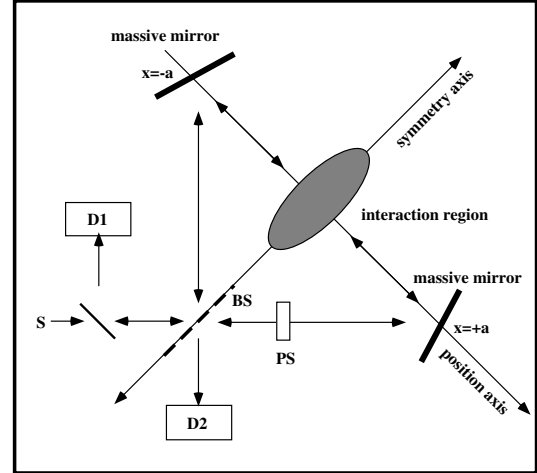 massive mirror
x=-a
symmetry axis
interaction region
D1
massive mirror
BS
S
x=+a
PS
position axis
D2